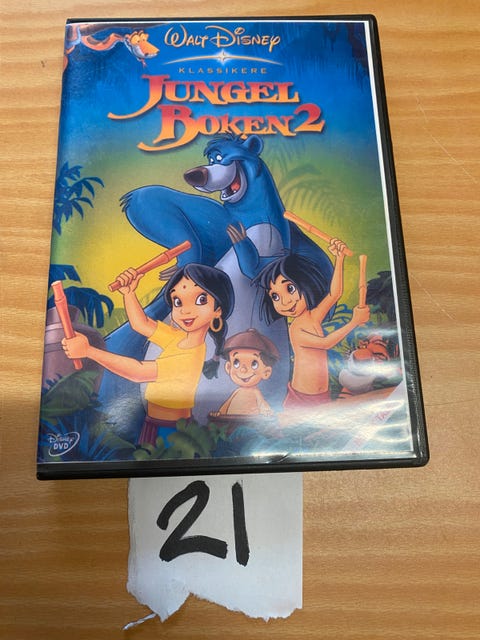 WALT DISNEY
KLASSIKERE
JUNGEL
BOKEN 2
DISNEY
DVD
21